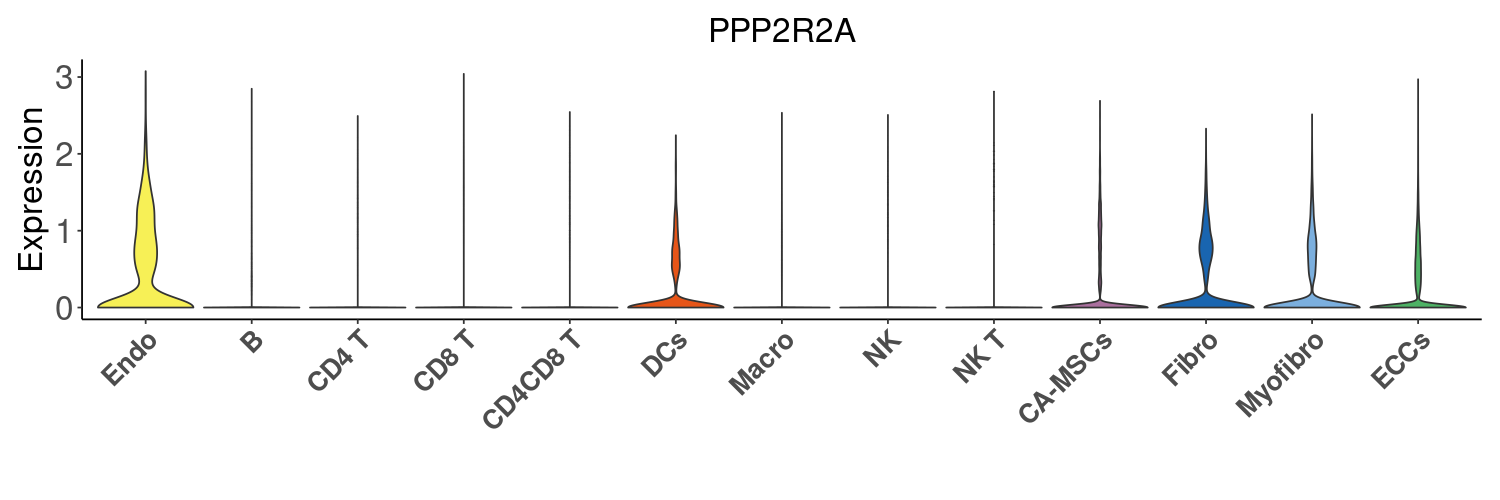 PPP2R2A
Expression
3
2
1
0
Endo
B
CD4 T
CD8 T
CD4CD8 T
DCs
Macro
NK
NK T
CA-MSCs
Fibro
Myofibro
ECCs